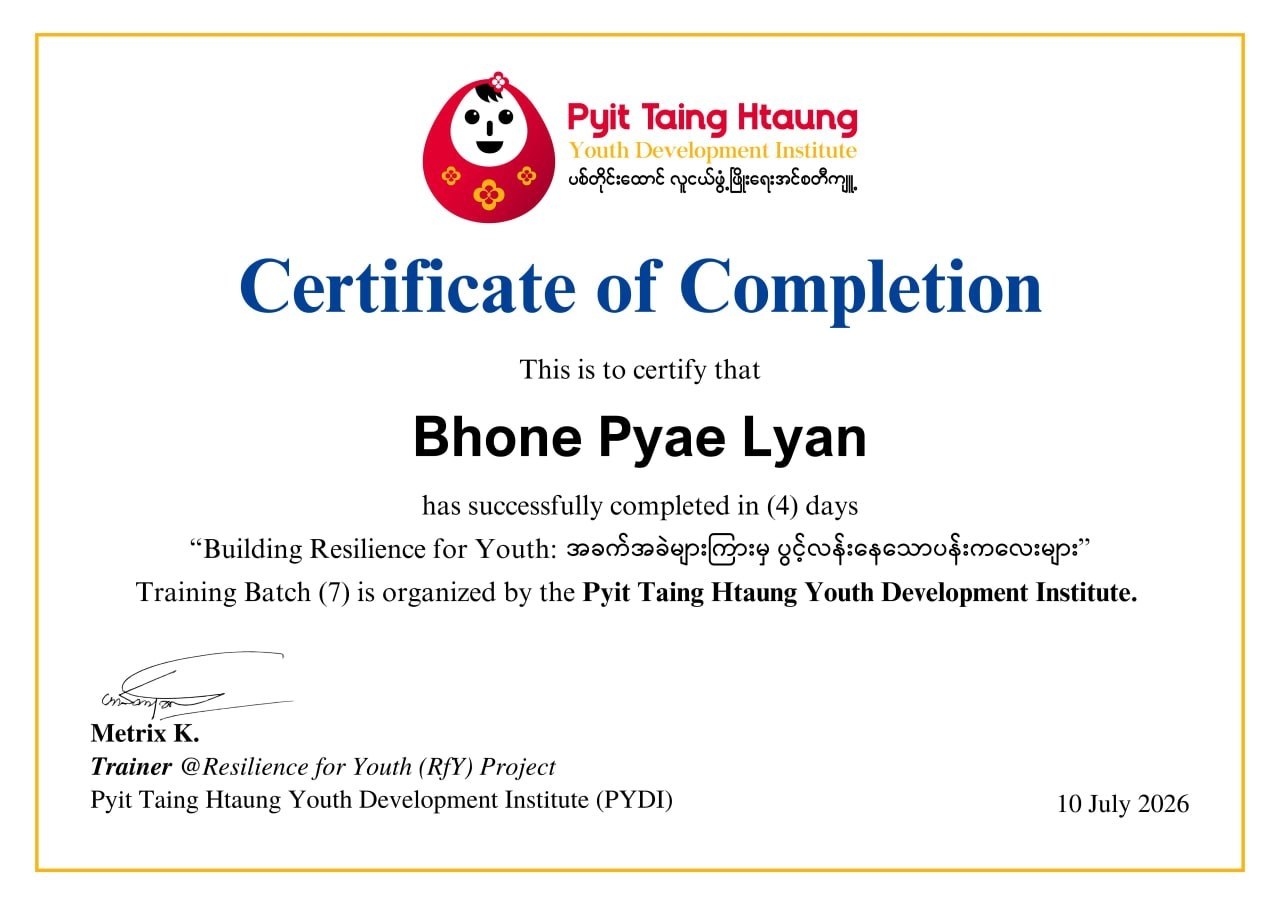 Pyit Taing Htaung
Youth Development Institute
ပစ်တိုင်းထောင် လူငယ်ဖွံ့ဖြိုးရေးအင်စတီကျူ့
Certificate of Completion
This is to certify that
Bhone Pyae Lyan
has successfully completed in (4) days
“Building Resilience for Youth: အခက်အခဲများကြားမှ ပွင့်လန်းနေသောပန်းကလေးများ”
Training Batch (7) is organized by the Pyit Taing Htaung Youth Development Institute.
Metrix K.
Trainer @Resilience for Youth (RfY) Project
Pyit Taing Htaung Youth Development Institute (PYDI)
10 July 2026